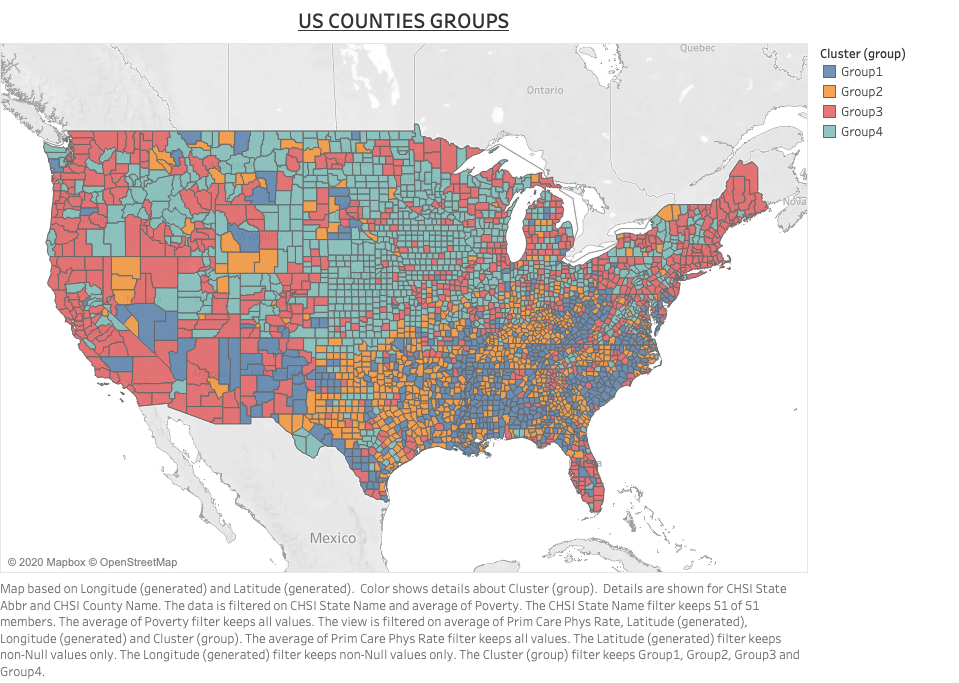 US COUNTIES GROUPS
Quebec
Ontario
Nova
Mexico
© 2020 Mapbox © OpenStreetMap
Cluster (group)
Group1
Group2
Group3
Group4
Map based on Longitude (generated) and Latitude (generated).  Color shows details about Cluster (group).  Details are shown for CHSI State
Abbr and CHSI County Name. The data is filtered on CHSI State Name and average of Poverty. The CHSI State Name filter keeps 51 of 51
members. The average of Poverty filter keeps all values. The view is filtered on average of Prim Care Phys Rate, Latitude (generated),
Longitude (generated) and Cluster (group). The average of Prim Care Phys Rate filter keeps all values. The Latitude (generated) filter keeps
non-Null values only. The Longitude (generated) filter keeps non-Null values only. The Cluster (group) filter keeps Group1, Group2, Group3 and
Group4.